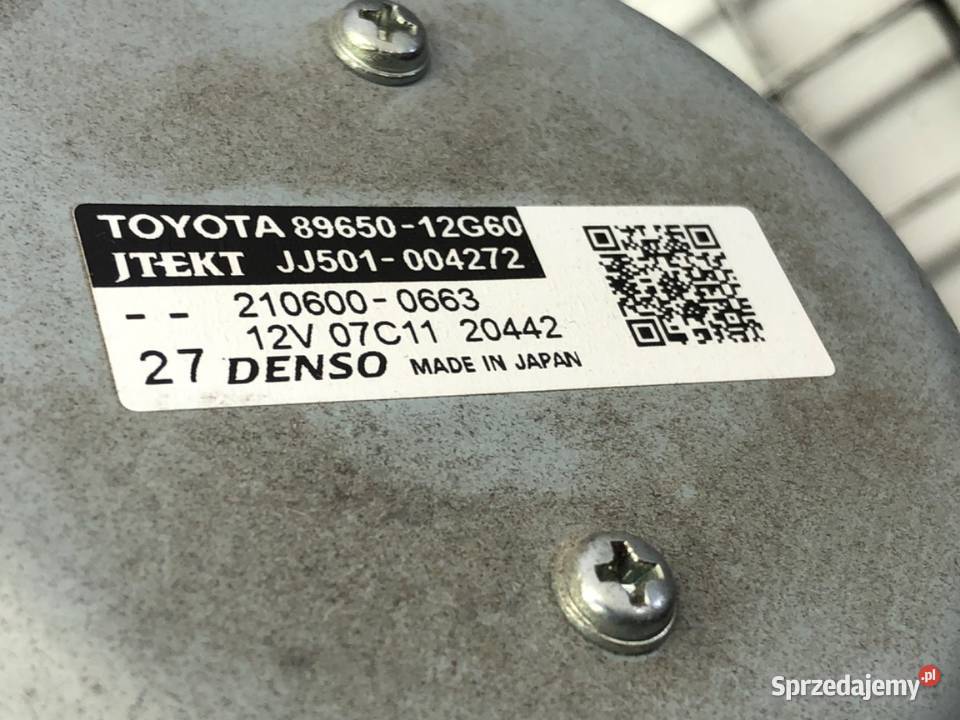 TOYOTA 89650-12G60
JTEKT JJ501-004272
-- 210600-0663
12V 07C11 20442
27 DENSO MADE IN JAPAN
Sprzedajemy.pl